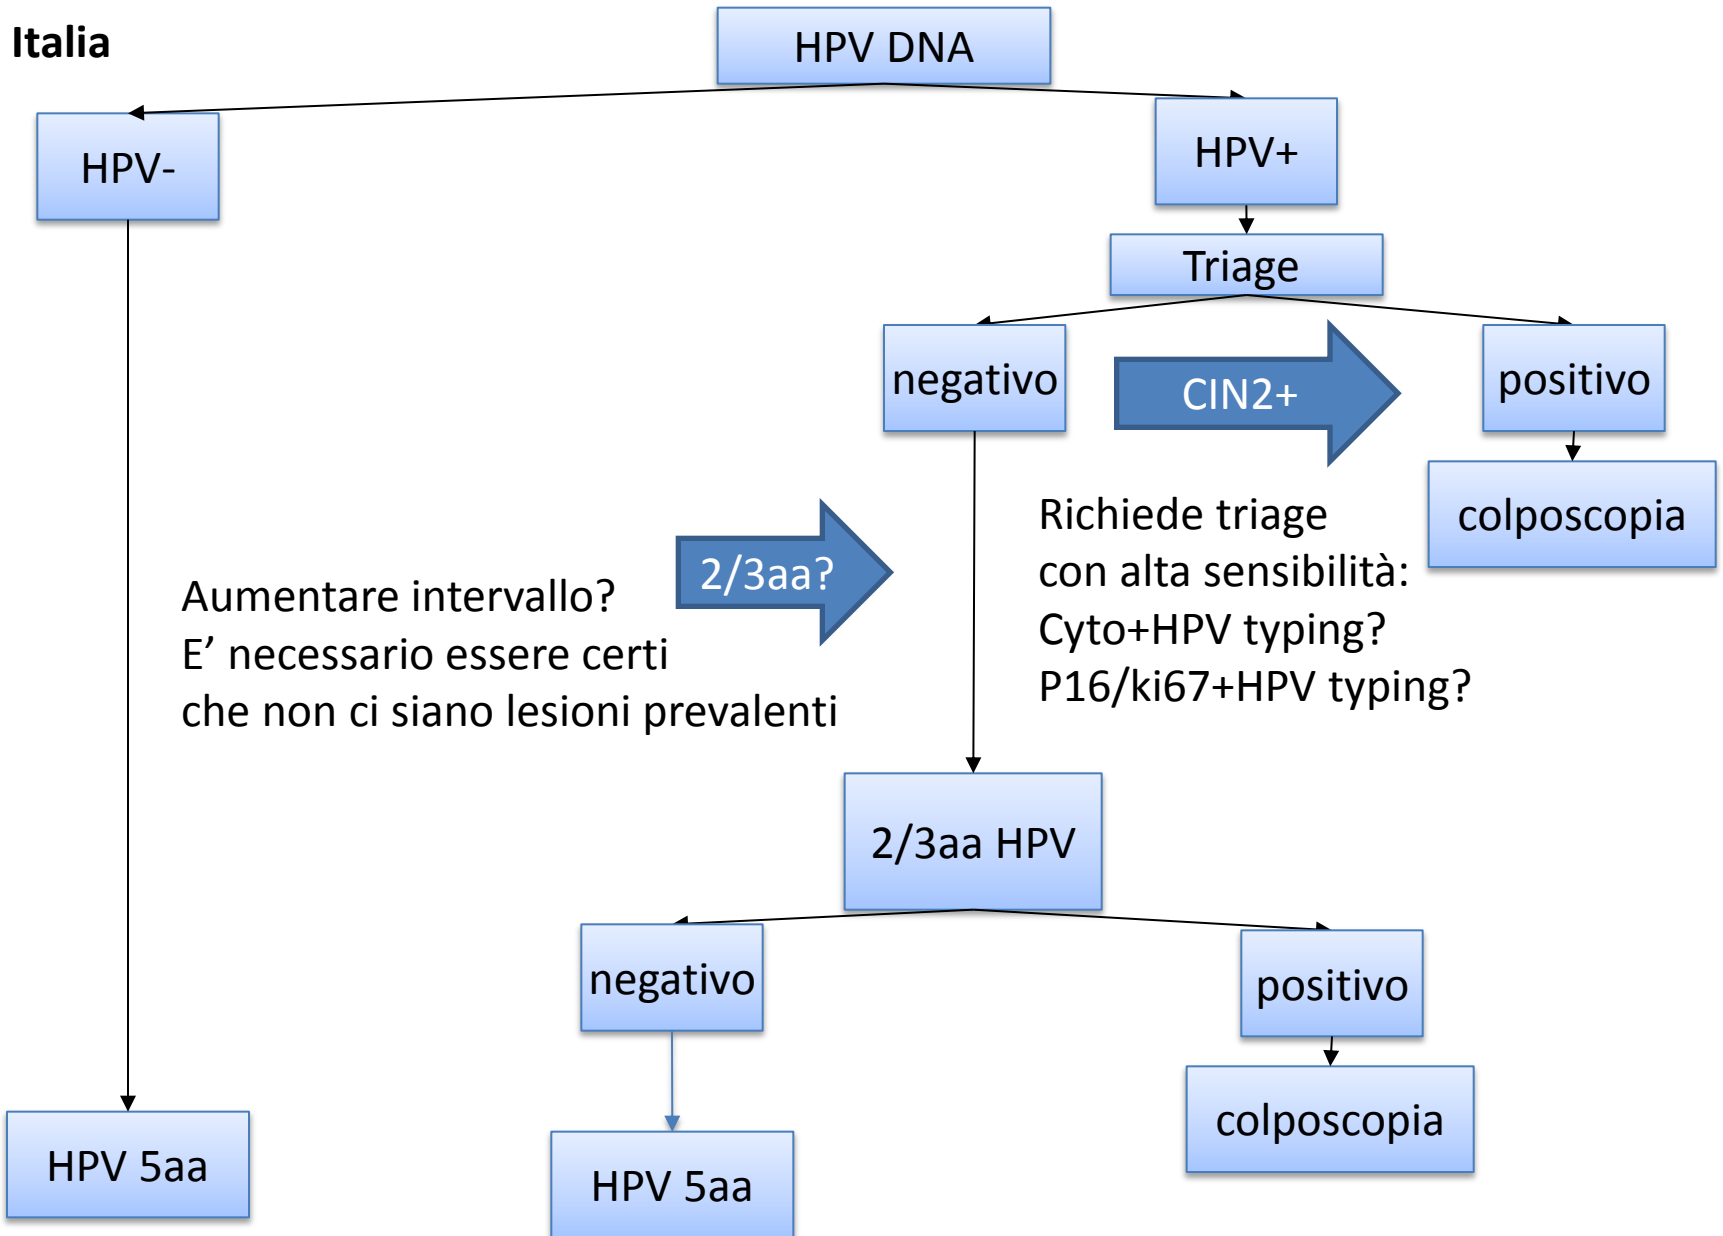 Italia
HPV DNA
HPV-
HPV+
Triage
negativo
CIN2+
positivo
colposcopia
Richiede triage
con alta sensibilità:
Cyto+HPV typing?
P16/ki67+HPV typing?
2/3aa?
Aumentare intervallo?
E’ necessario essere certi
che non ci siano lesioni prevalenti
2/3aa HPV
negativo
positivo
colposcopia
HPV 5aa
HPV 5aa